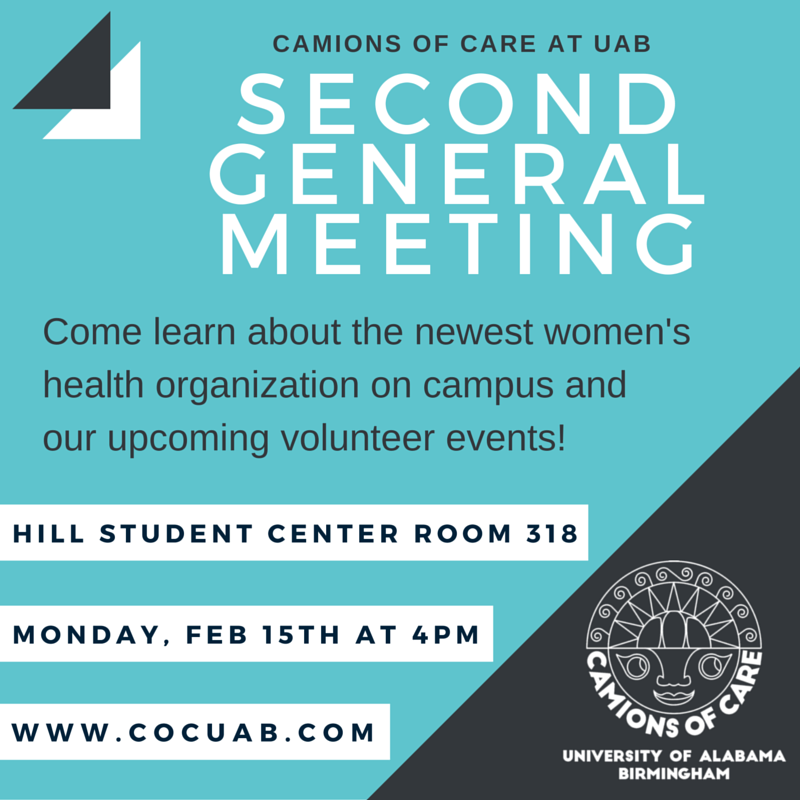 CAMIONS OF CARE AT UAB
SECOND
GENERAL
MEETING
Come learn about the newest women's
health organization on campus and
our upcoming volunteer events!
HILL STUDENT CENTER ROOM 318
MONDAY, FEB 15TH AT 4PM
WWW.COCUAB.COM
CAMIONS OF CARE
UNIVERSITY OF ALABAMA
BIRMINGHAM